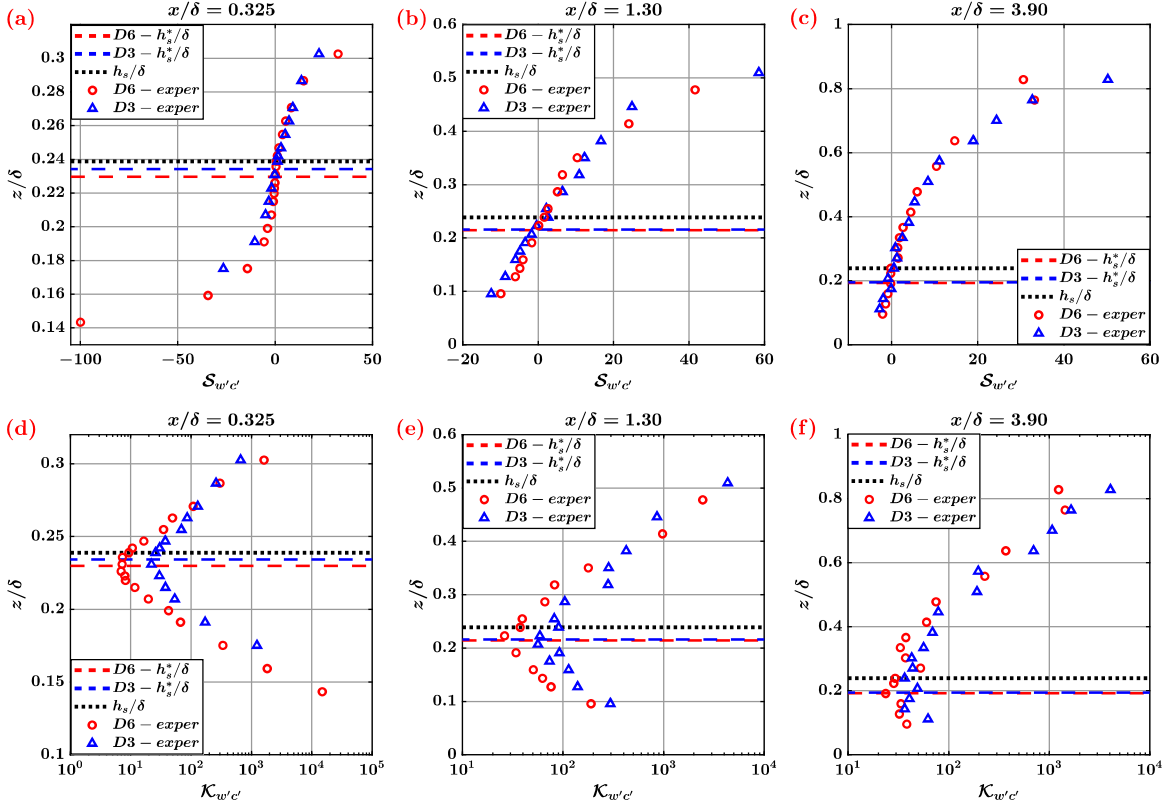 (a)
x/δ = 0.325
D6 − h*s/δ
D3 − h*s/δ
hs/δ
D6 − exper
D3 − exper
0.3
0.28
0.26
0.24
0.22
0.2
0.18
0.16
0.14
z/δ
−100
−50
0
50
𝒮w′c′
(b)
x/δ = 1.30
D6 − h*s/δ
D3 − h*s/δ
hs/δ
D6 − exper
D3 − exper
0.6
0.5
0.4
0.3
0.2
0.1
0
z/δ
−20
0
20
40
60
𝒮w′c′
(c)
x/δ = 3.90
1
0.8
0.6
0.4
0.2
0
z/δ
D6 − h*s/δ
D3 − h*s/δ
hs/δ
D6 − exper
D3 − exper
−10
0
20
40
60
𝒮w′c′
(d)
x/δ = 0.325
0.3
0.25
0.2
0.15
0.1
z/δ
D6 − h*s/δ
D3 − h*s/δ
hs/δ
D6 − exper
D3 − exper
10⁰
10¹
10²
10³
10⁴
10⁵
𝒦w′c′
(e)
x/δ = 1.30
D6 − h*s/δ
D3 − h*s/δ
hs/δ
D6 − exper
D3 − exper
0.6
0.5
0.4
0.3
0.2
0.1
0
z/δ
10¹
10²
10³
10⁴
𝒦w′c′
(f)
x/δ = 3.90
D6 − h*s/δ
D3 − h*s/δ
hs/δ
D6 − exper
D3 − exper
1
0.8
0.6
0.4
0.2
0
z/δ
10¹
10²
10³
10⁴
𝒦w′c′